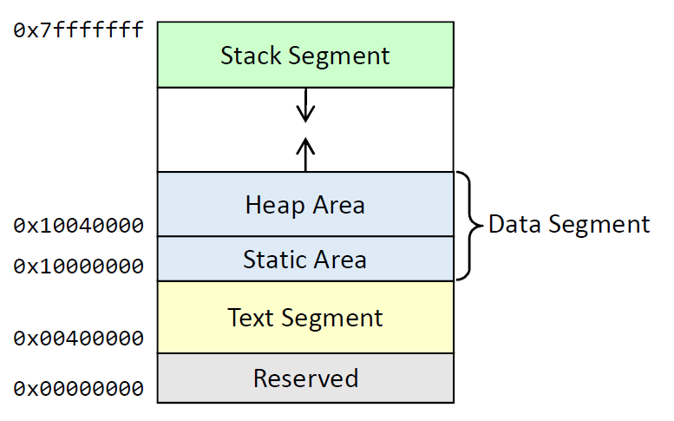 0x7fffffff
Stack Segment
Heap Area
0x10040000
Data Segment
Static Area
0x10000000
Text Segment
0x00400000
Reserved
0x00000000